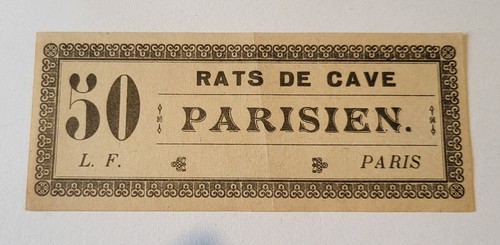 50
RATS DE CAVE
PARISIEN.
L. F.
PARIS